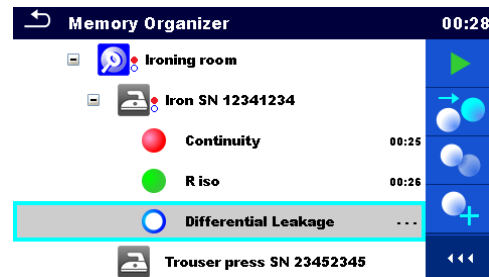 Memory Organizer 00:28
Ironing room
Iron SN 12341234
Continuity 00:25
R iso 00:26
Differential Leakage ---
Trouser press SN 23452345